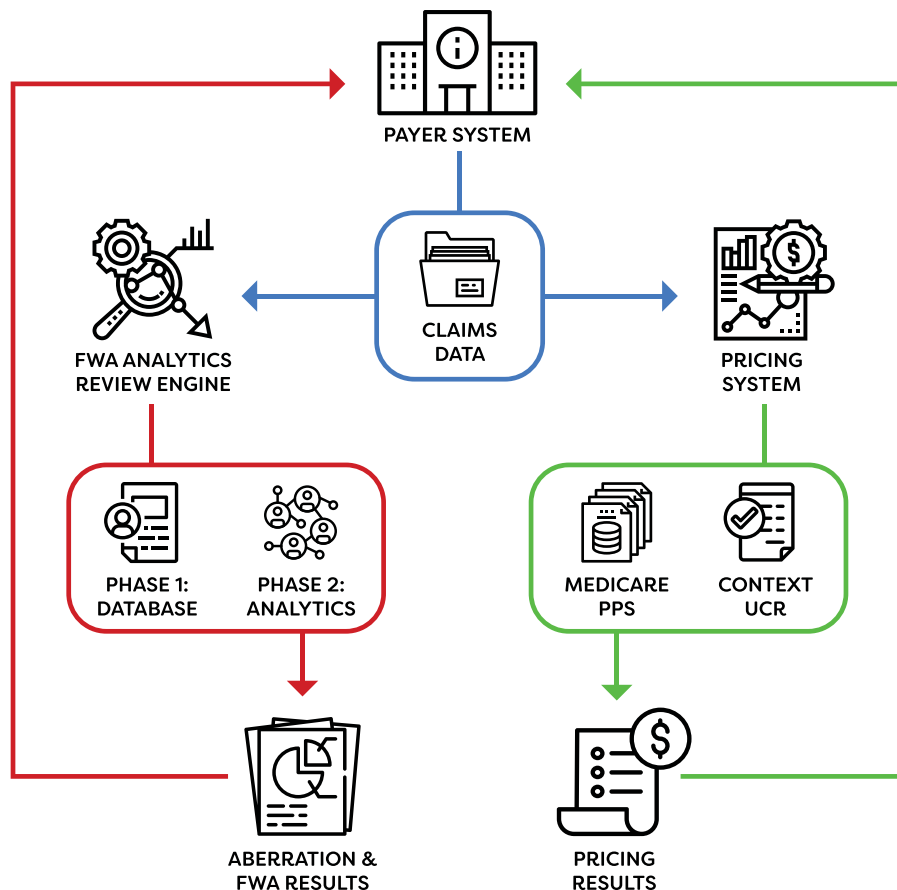 PAYER SYSTEM
CLAIMS
DATA
FWA ANALYTICS
REVIEW ENGINE
$
PRICING
SYSTEM
PHASE 1:
DATABASE
PHASE 2:
ANALYTICS
MEDICARE
PPS
CONTEXT
UCR
ABERRATION &
FWA RESULTS
$
PRICING
RESULTS